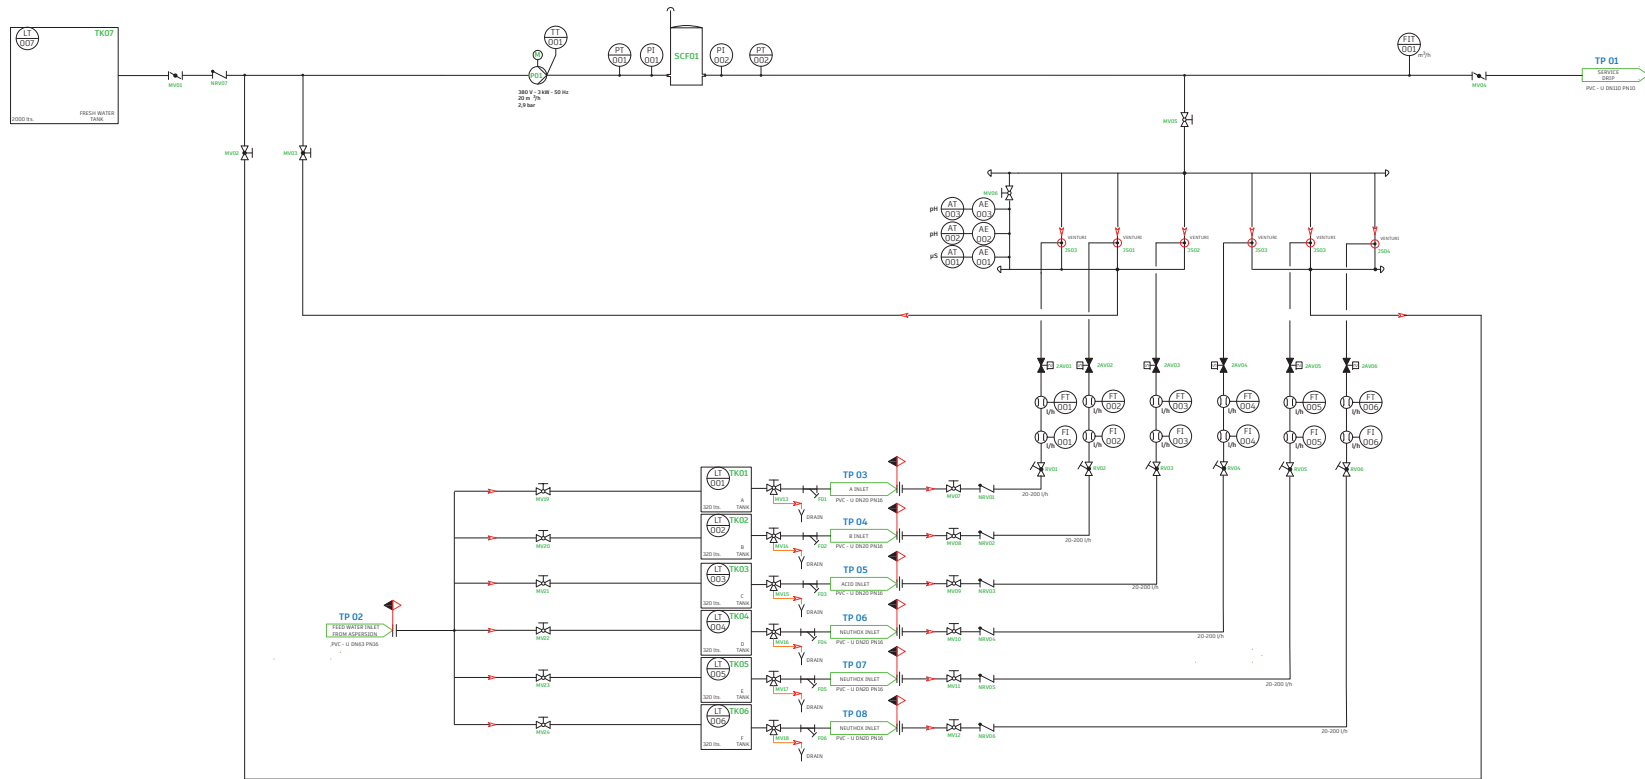 LT
007
TK07
2000 lts.
FRESH WATER
TANK
MV01
NRV07
MV02
MV03
M
P01
TT
001
380 V - 3 kW - 50 Hz
20 m³/h
2,9 bar
PT
001
PI
001
SCF01
PI
002
PT
002
FIT
001
m³/h
MV04
TP 01
SERVICE
DRIP
PVC - U DN110 PN10
MV05
MV06
pH
AT
003
AE
003
pH
AT
002
AE
002
µS
AT
001
AE
001
VENTURI
JS03
VENTURI
JS01
VENTURI
JS02
VENTURI
JS03
VENTURI
JS03
VENTURI
JS04
2AV01
2AV02
2AV03
2AV04
2AV05
2AV06
FT
001
l/h
FT
002
l/h
FT
003
l/h
FT
004
l/h
FT
005
l/h
FT
006
l/h
FI
001
l/h
FI
002
l/h
FI
003
l/h
FI
004
l/h
FI
005
l/h
FI
006
l/h
RV01
RV02
RV03
RV04
RV05
RV06
TP 02
FEED WATER INLET
FROM ASPERSION
PVC - U DN63 PN16
MV19
MV20
MV21
MV22
MV23
MV24
LT
001
TK01
A
320 lts.
TANK
MV13
F01
DRAIN
TP 03
A INLET
PVC - U DN20 PN16
MV07
NRV01
20-200 l/h
LT
002
TK02
B
320 lts.
TANK
MV14
F02
DRAIN
TP 04
B INLET
PVC - U DN20 PN16
MV08
NRV02
20-200 l/h
LT
003
TK03
C
320 lts.
TANK
MV15
F03
DRAIN
TP 05
ACID INLET
PVC - U DN20 PN16
MV09
NRV03
20-200 l/h
LT
004
TK04
D
320 lts.
TANK
MV16
F04
DRAIN
TP 06
NEUTHOX INLET
PVC - U DN20 PN16
MV10
NRV04
20-200 l/h
LT
005
TK05
E
320 lts.
TANK
MV17
F05
DRAIN
TP 07
NEUTHOX INLET
PVC - U DN20 PN16
MV11
NRV05
20-200 l/h
LT
006
TK06
F
320 lts.
TANK
MV18
F06
DRAIN
TP 08
NEUTHOX INLET
PVC - U DN20 PN16
MV12
NRV06
20-200 l/h